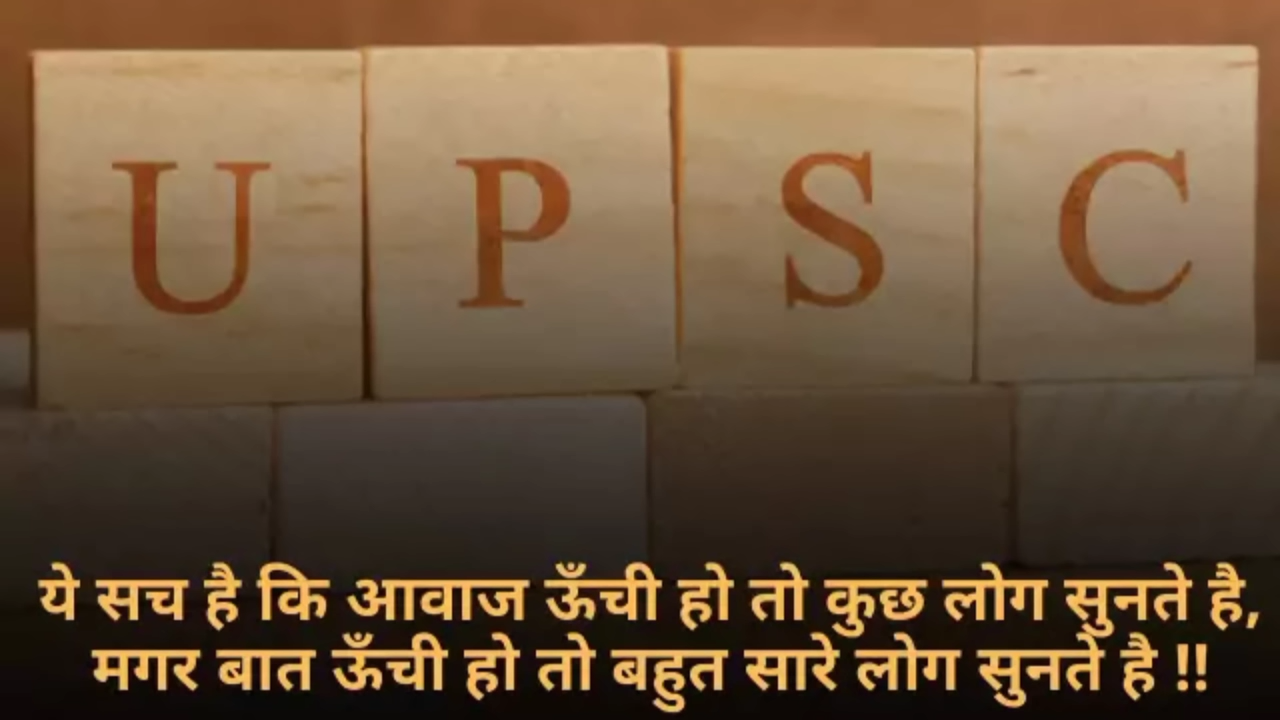 U P S C
ये सच है कि आवाज ऊँची हो तो कुछ लोग सुनते है,
मगर बात ऊँची हो तो बहुत सारे लोग सुनते है !!